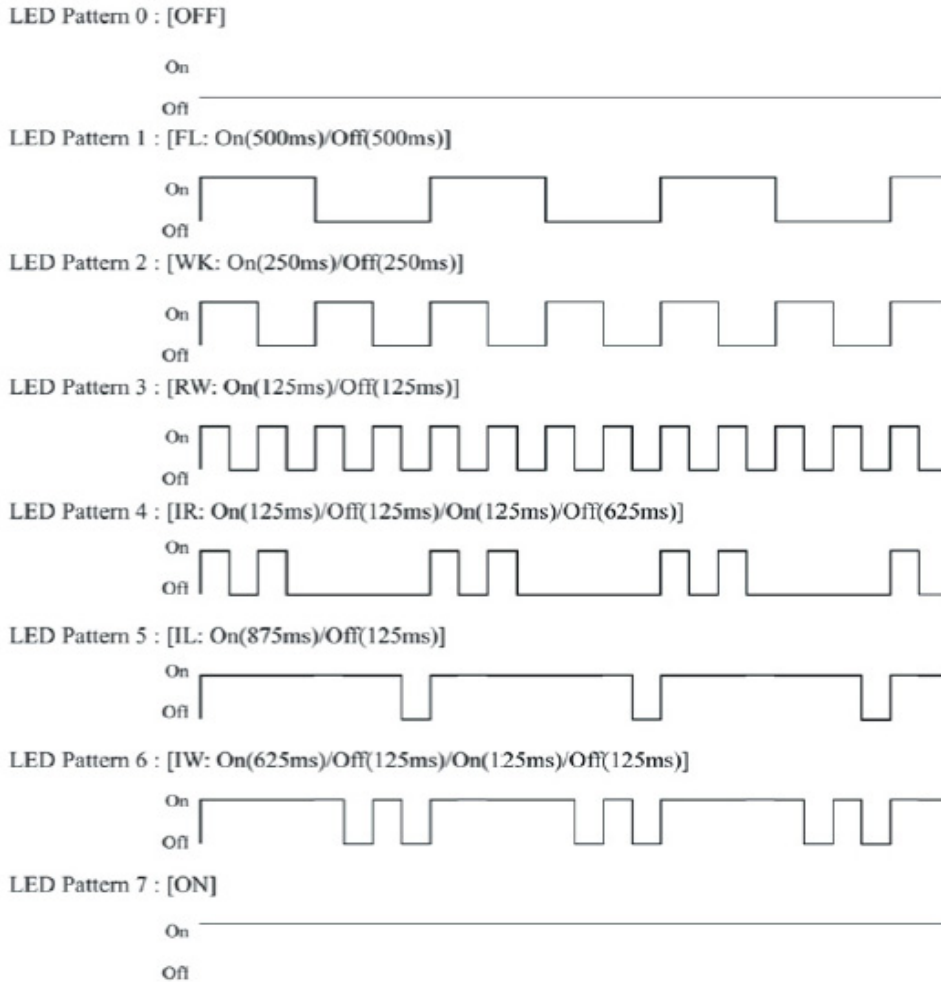 LED Pattern 0 : [OFF]
On
Off
LED Pattern 1 : [FL: On(500ms)/Off(500ms)]
On
Off
LED Pattern 2 : [WK: On(250ms)/Off(250ms)]
On
Off
LED Pattern 3 : [RW: On(125ms)/Off(125ms)]
On
Off
LED Pattern 4 : [IR: On(125ms)/Off(125ms)/On(125ms)/Off(625ms)]
On
Off
LED Pattern 5 : [IL: On(875ms)/Off(125ms)]
On
Off
LED Pattern 6 : [IW: On(625ms)/Off(125ms)/On(125ms)/Off(125ms)]
On
Off
LED Pattern 7 : [ON]
On
Off